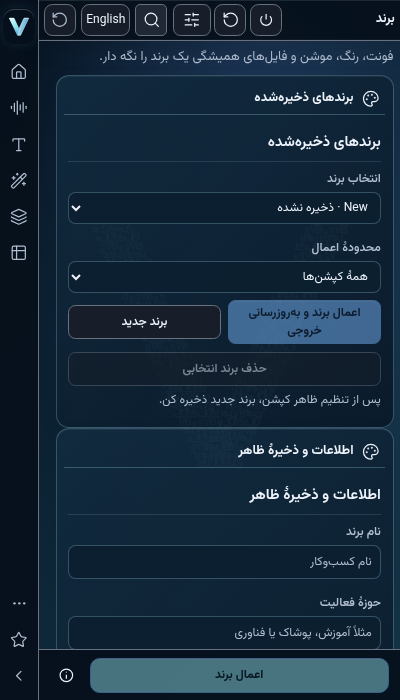 برند
English
فونت، رنگ، موشن و فایل‌های همیشگی یک برند را نگه دار.
برندهای ذخیره‌شده
برندهای ذخیره‌شده
انتخاب برند
New · ذخیره نشده
محدودهٔ اعمال
همهٔ کپشن‌ها
اعمال برند و به‌روزرسانی
خروجی
برند جدید
حذف برند انتخابی
پس از تنظیم ظاهر کپشن، برند جدید ذخیره کن.
اطلاعات و ذخیرهٔ ظاهر
اطلاعات و ذخیرهٔ ظاهر
نام برند
نام کسب‌وکار
حوزهٔ فعالیت
مثلاً آموزش، پوشاک یا فناوری
اعمال برند